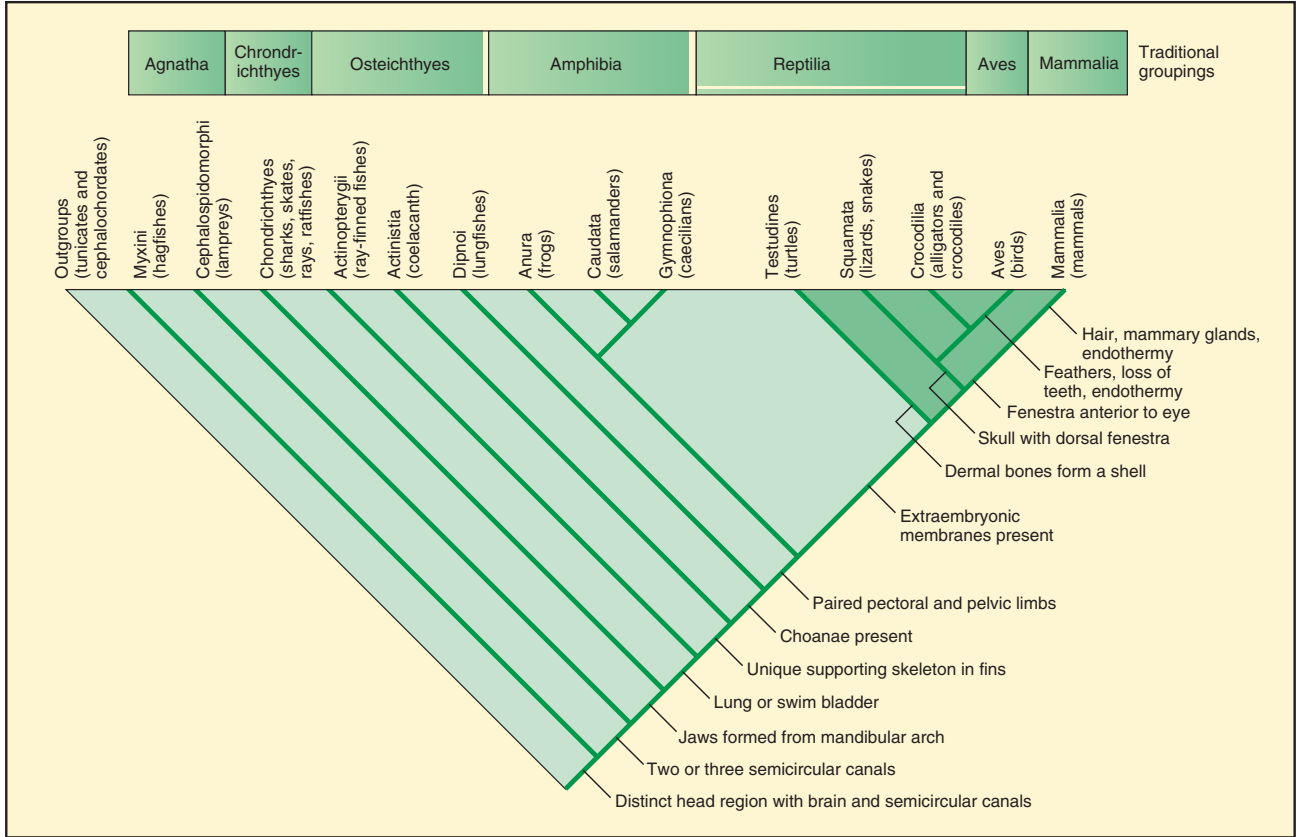 Agnatha
Chrondr-
ichthyes
Osteichthyes
Amphibia
Reptilia
Aves
Mammalia
Traditional
groupings
Outgroups
(tunicates and
cephalochordates)
Myxini
(hagfishes)
Cephalospidomorphi
(lampreys)
Chondrichthyes
(sharks, skates,
rays, ratfishes)
Actinopterygii
(ray-finned fishes)
Actinistia
(coelacanth)
Dipnoi
(lungfishes)
Anura
(frogs)
Caudata
(salamanders)
Gymnophiona
(caecilians)
Testudines
(turtles)
Squamata
(lizards, snakes)
Crocodilia
(alligators and
crocodiles)
Aves
(birds)
Mammalia
(mammals)
Hair, mammary glands,
endothermy
Feathers, loss of
teeth, endothermy
Fenestra anterior to eye
Skull with dorsal fenestra
Dermal bones form a shell
Extraembryonic
membranes present
Paired pectoral and pelvic limbs
Choanae present
Unique supporting skeleton in fins
Lung or swim bladder
Jaws formed from mandibular arch
Two or three semicircular canals
Distinct head region with brain and semicircular canals